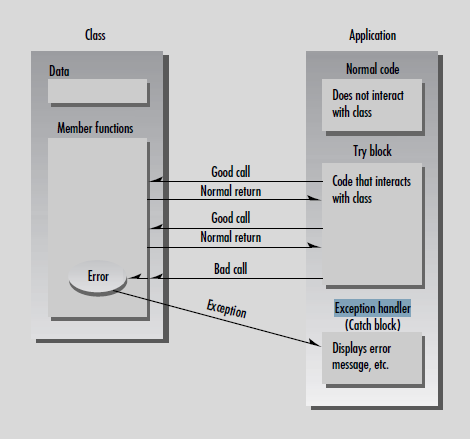 Class
Application
Data
Member functions
Normal code
Does not interact
with class
Try block
Code that interacts
with class
Good call
Normal return
Good call
Normal return
Bad call
Error
Exception
Exception handler
(Catch block)
Displays error
message, etc.